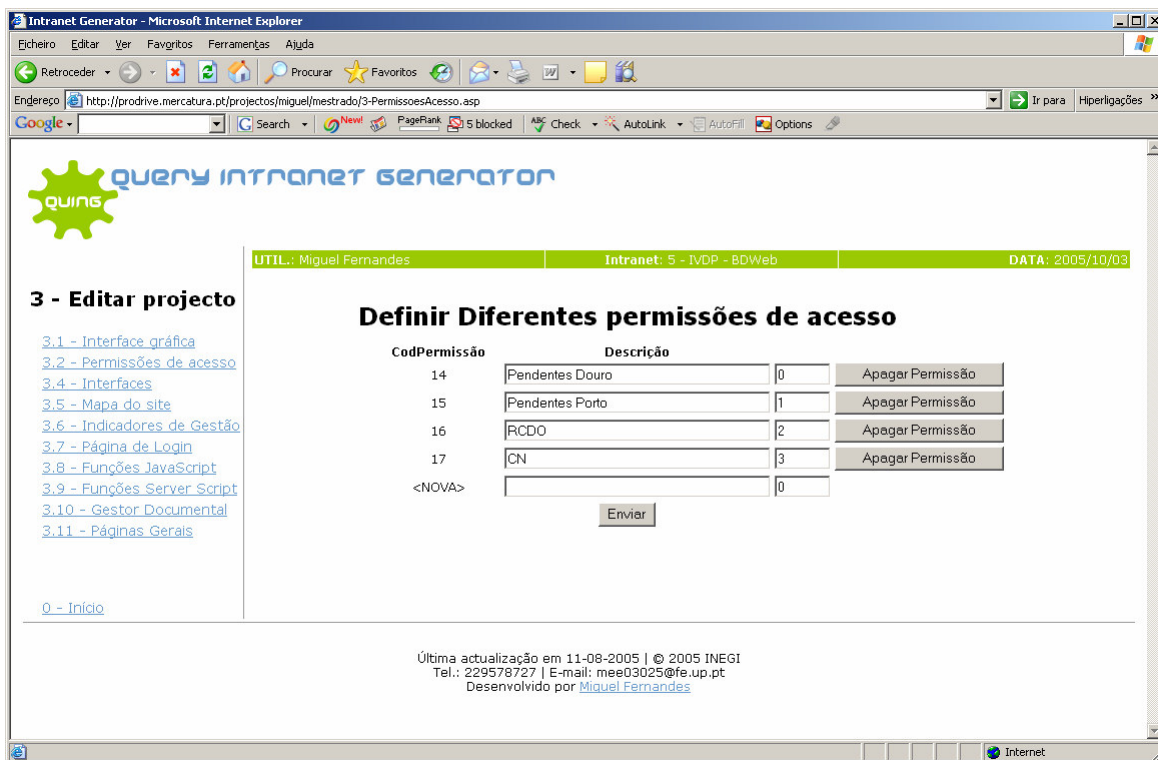 Intranet Generator - Microsoft Internet Explorer
Ficheiro Editar Ver Favoritos Ferramentas Ajuda
Retroceder Procurar Favoritos
Endereço http://prodrive.mercatura.pt/projectos/miguel/mestrado/3-PermissoesAcesso.asp Ir para Hiperligações »
Google Search New! PageRank 5 blocked ABC Check AutoLink AutoFill Options
QUING QUERY INTRANET GENERATOR
UTIL.: Miguel Fernandes Intranet: 5 - IVDP - BDWeb DATA: 2005/10/03
3 - Editar projecto
3.1 - Interface gráfica
3.2 - Permissões de acesso
3.4 - Interfaces
3.5 - Mapa do site
3.6 - Indicadores de Gestão
3.7 - Página de Login
3.8 - Funções JavaScript
3.9 - Funções Server Script
3.10 - Gestor Documental
3.11 - Páginas Gerais
0 - Início
Definir Diferentes permissões de acesso
CodPermissão Descrição
14 Pendentes Douro 0 Apagar Permissão
15 Pendentes Porto 1 Apagar Permissão
16 RCDO 2 Apagar Permissão
17 CN 3 Apagar Permissão
<NOVA> 0
Enviar
Última actualização em 11-08-2005 | © 2005 INEGI
Tel.: 229578727 | E-mail: mee03025@fe.up.pt
Desenvolvido por Miguel Fernandes
Internet